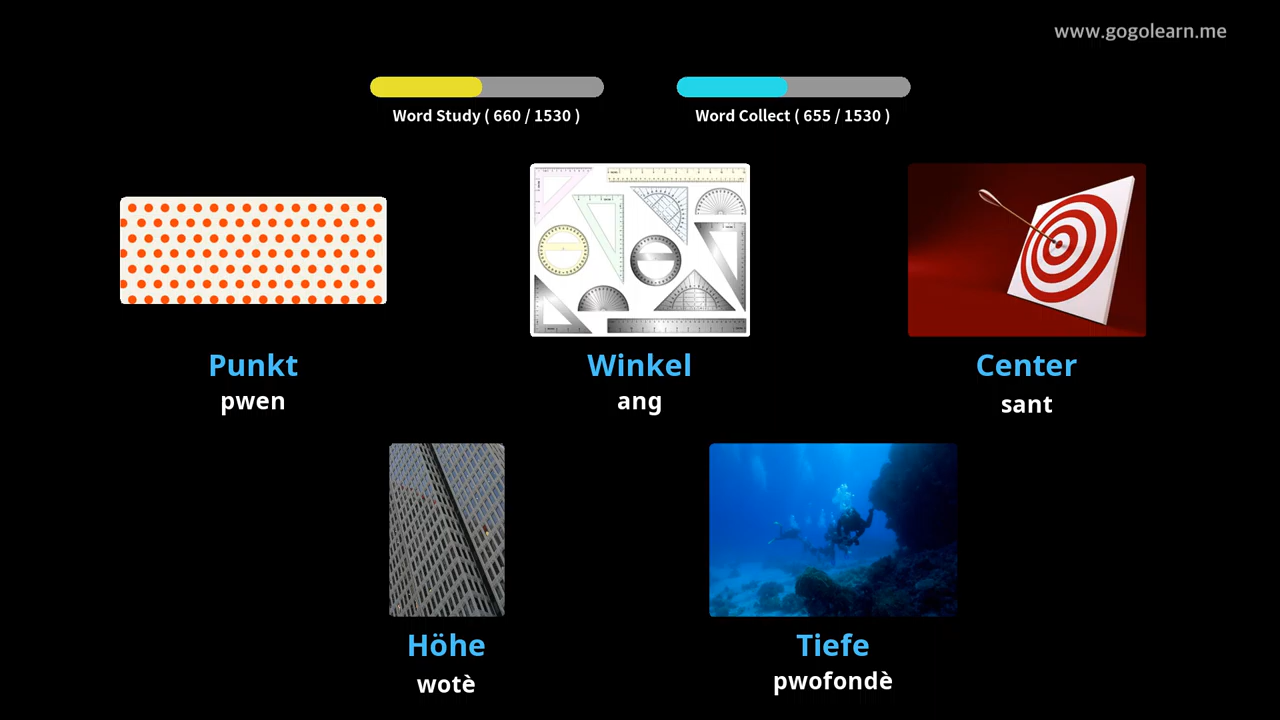 www.gogolearn.me
Word Study ( 660 / 1530 )
Word Collect ( 655 / 1530 )
Punkt
pwen
Winkel
ang
Center
sant
Höhe
wotè
Tiefe
pwofondè